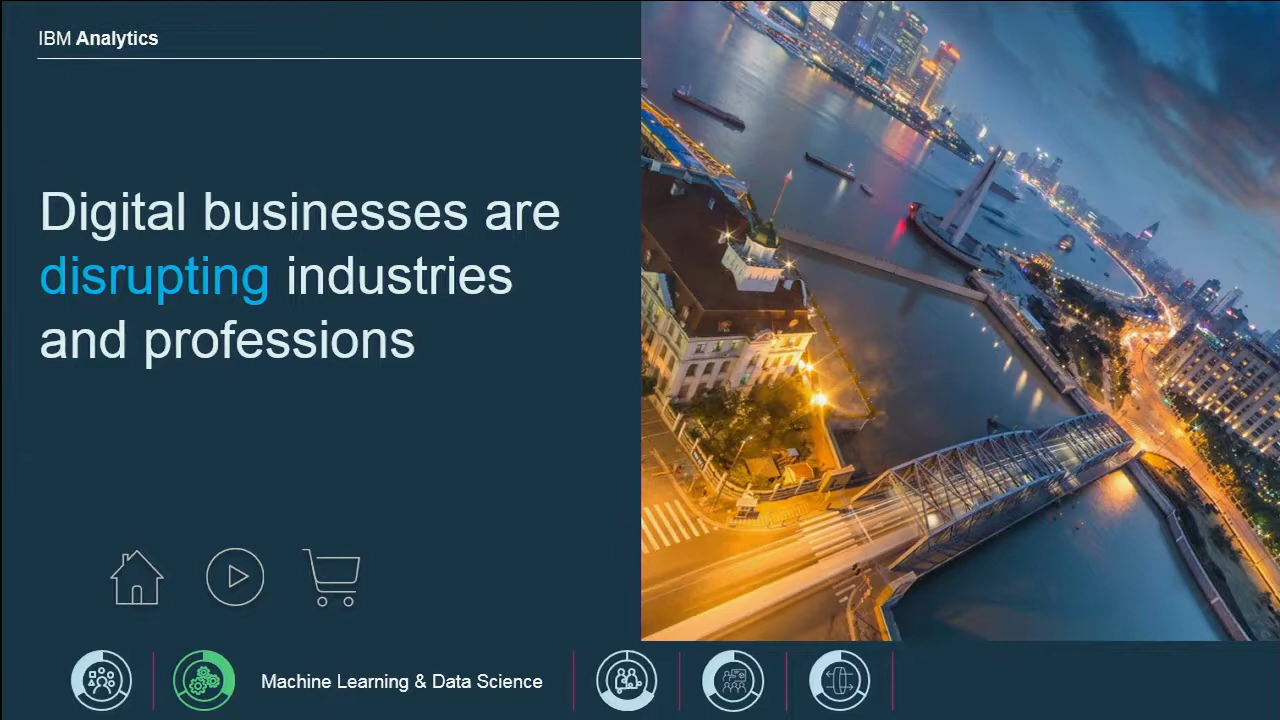 IBM Analytics
Digital businesses are
disrupting industries
and professions
Machine Learning & Data Science